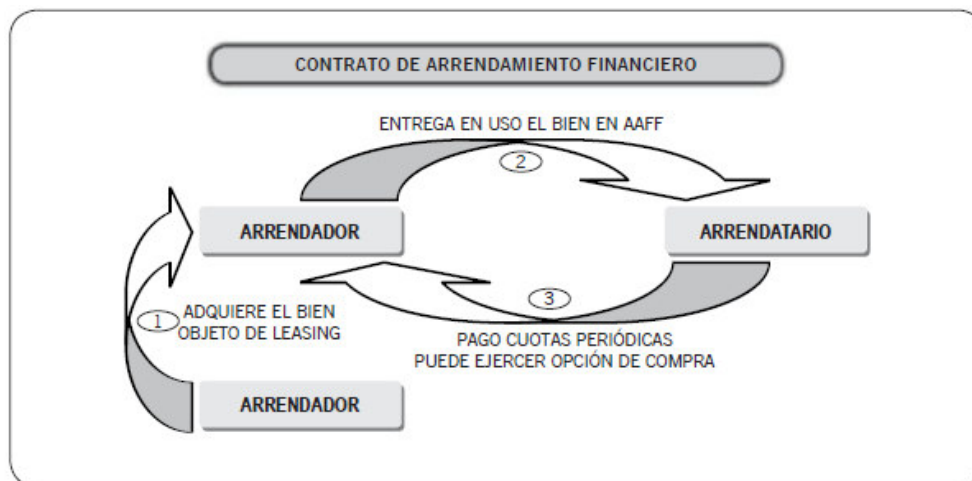 CONTRATO DE ARRENDAMIENTO FINANCIERO
ENTREGA EN USO EL BIEN EN AAFF
2
ARRENDADOR
ARRENDATARIO
3
1
ADQUIERE EL BIEN
OBJETO DE LEASING
PAGO CUOTAS PERIÓDICAS
PUEDE EJERCER OPCIÓN DE COMPRA
ARRENDADOR